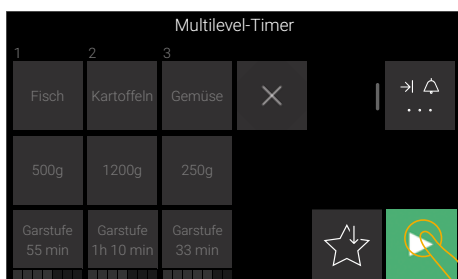 Multilevel-Timer
1 2 3
Fisch Kartoffeln Gemüse
500g 1200g 250g
Garstufe Garstufe Garstufe
55 min 1h 10 min 33 min